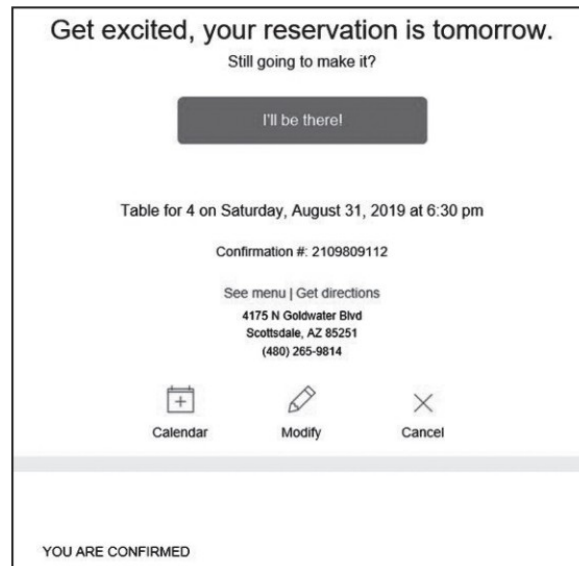 Get excited, your reservation is tomorrow.
Still going to make it?
I'll be there!
Table for 4 on Saturday, August 31, 2019 at 6:30 pm
Confirmation #: 2109809112
See menu | Get directions
4175 N Goldwater Blvd
Scottsdale, AZ 85251
(480) 265-9814
Calendar Modify Cancel
YOU ARE CONFIRMED